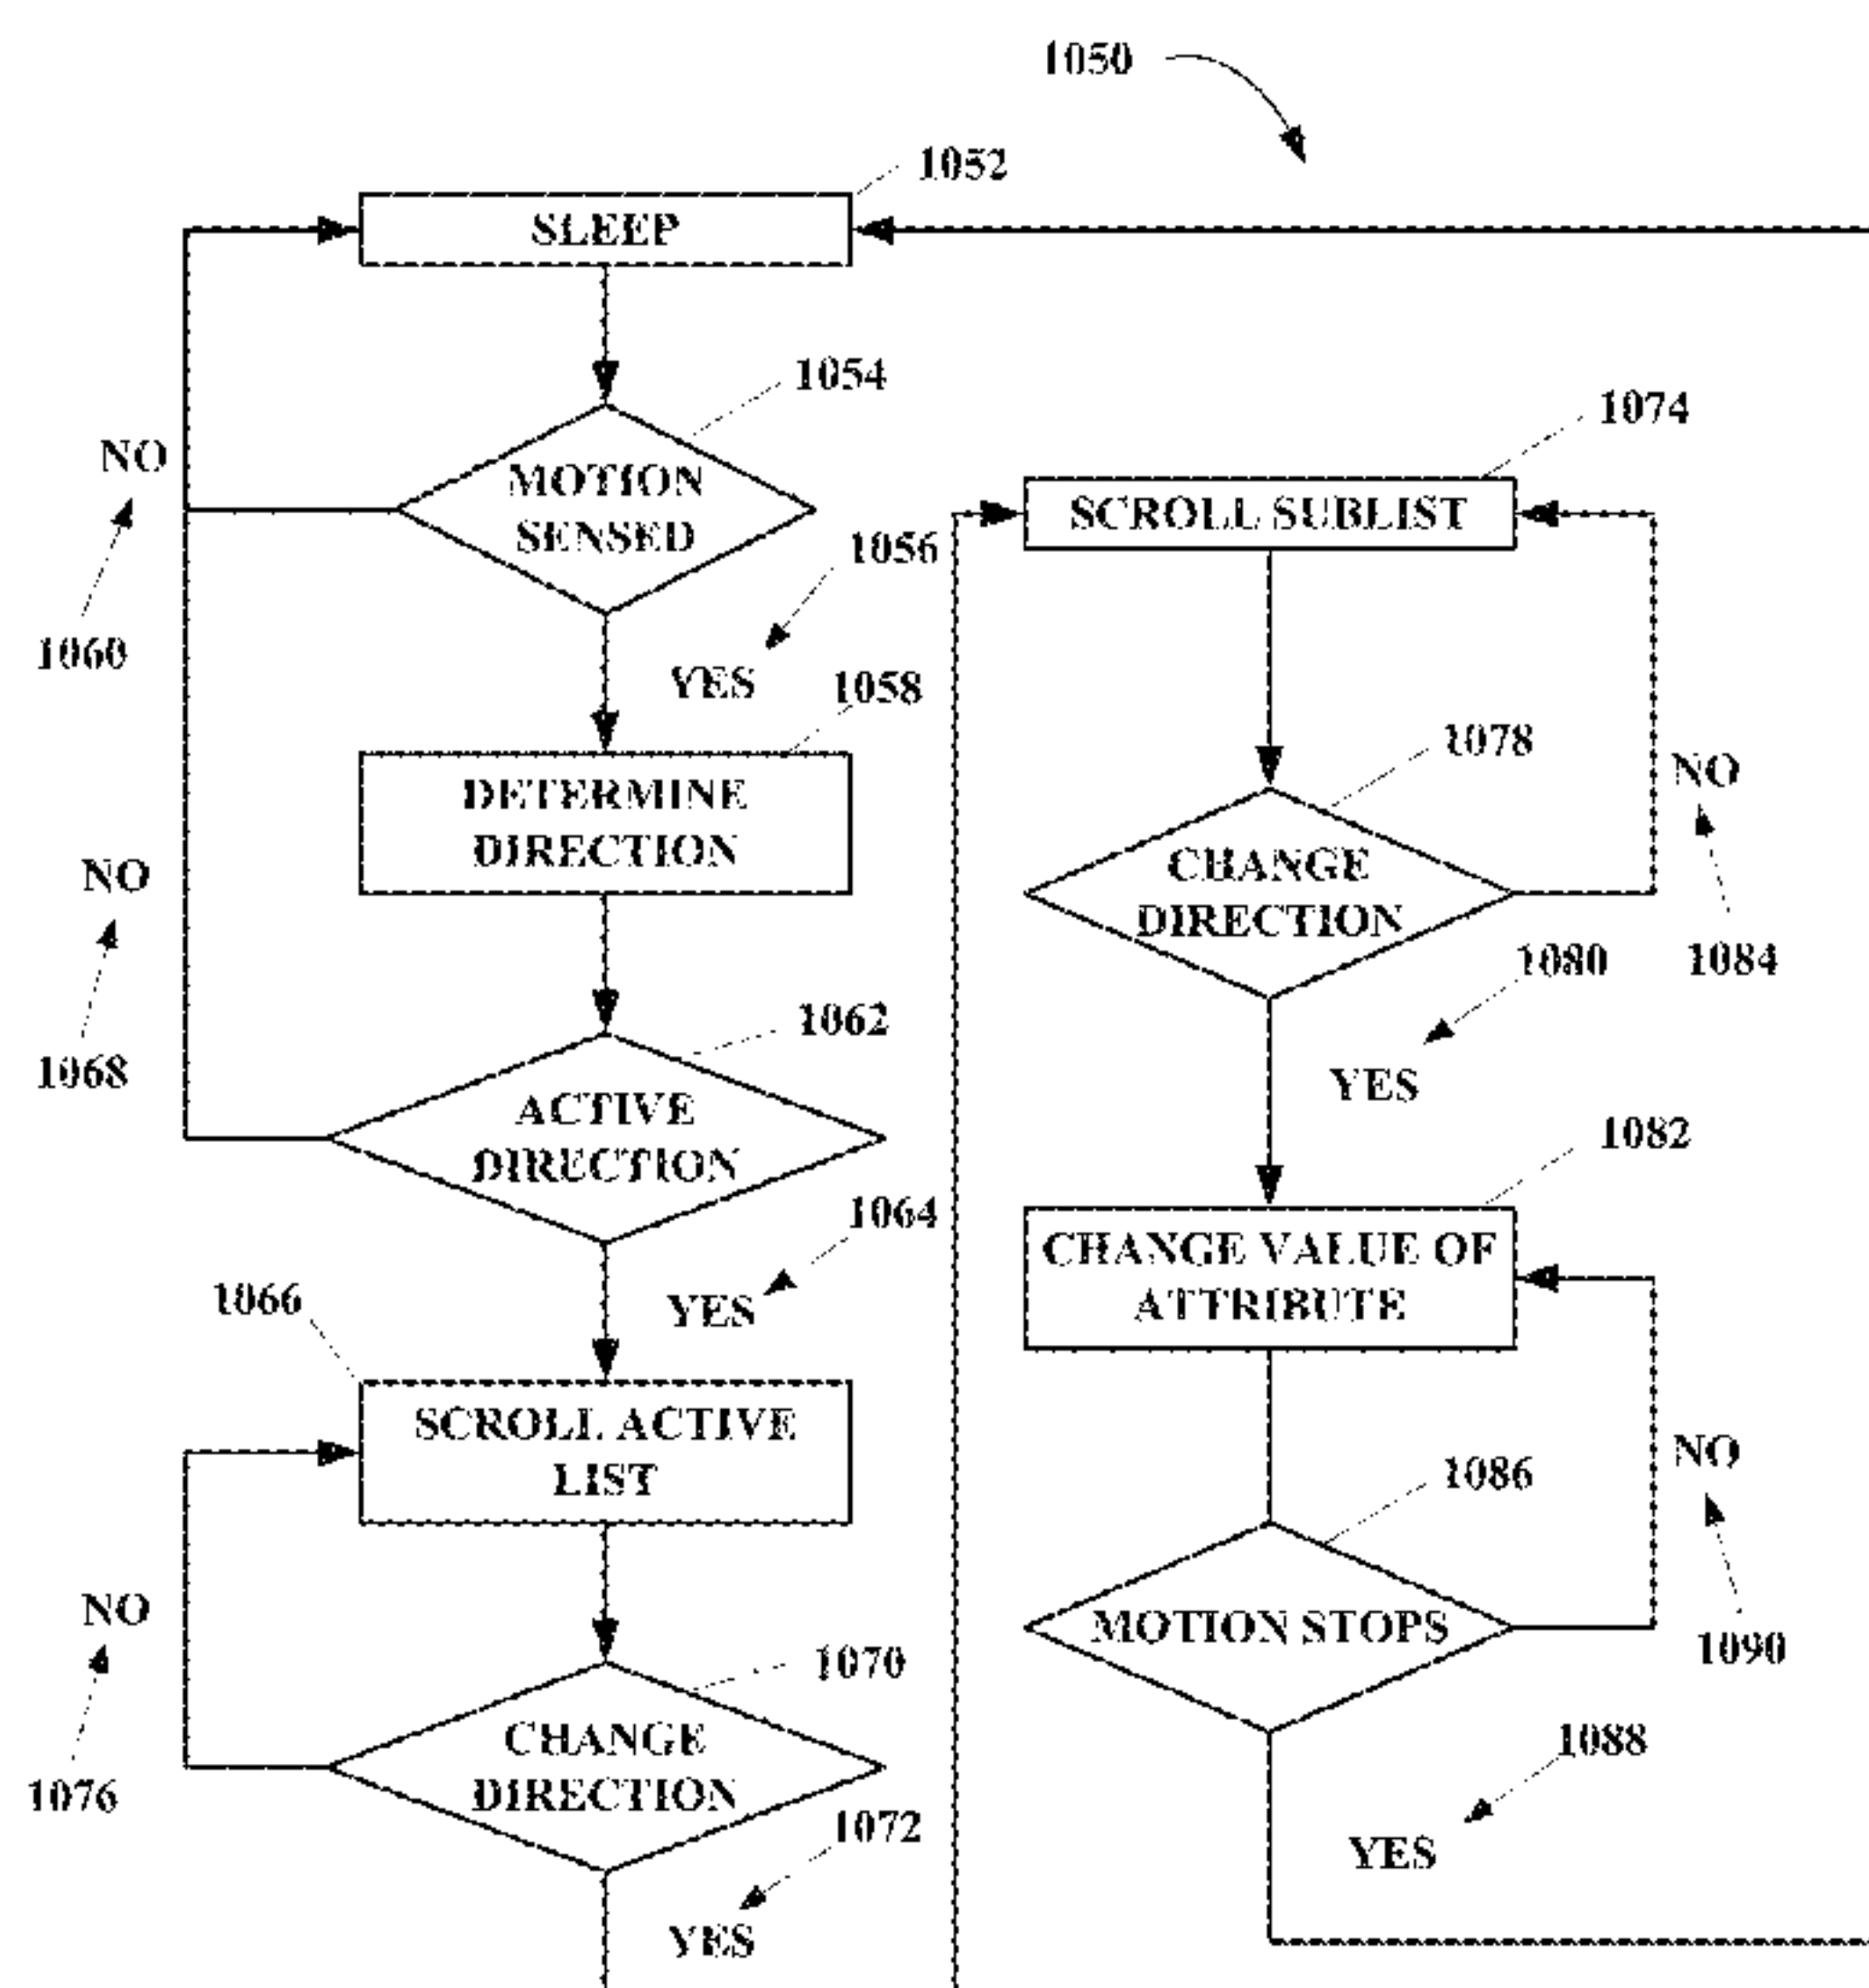 1050
1052
SLEEP
1054
NO
MOTION
SENSED
1056
1060
YES
1058
DETERMINE
DIRECTION
NO
1062
1068
ACTIVE
DIRECTION
1064
YES
1066
SCROLL ACTIVE
LIST
NO
1070
1076
CHANGE
DIRECTION
1072
YES
1074
SCROLL SUBLIST
1078
NO
CHANGE
DIRECTION
1080
1084
YES
1082
CHANGE VALUE OF
ATTRIBUTE
NO
1086
MOTION STOPS
1090
1088
YES